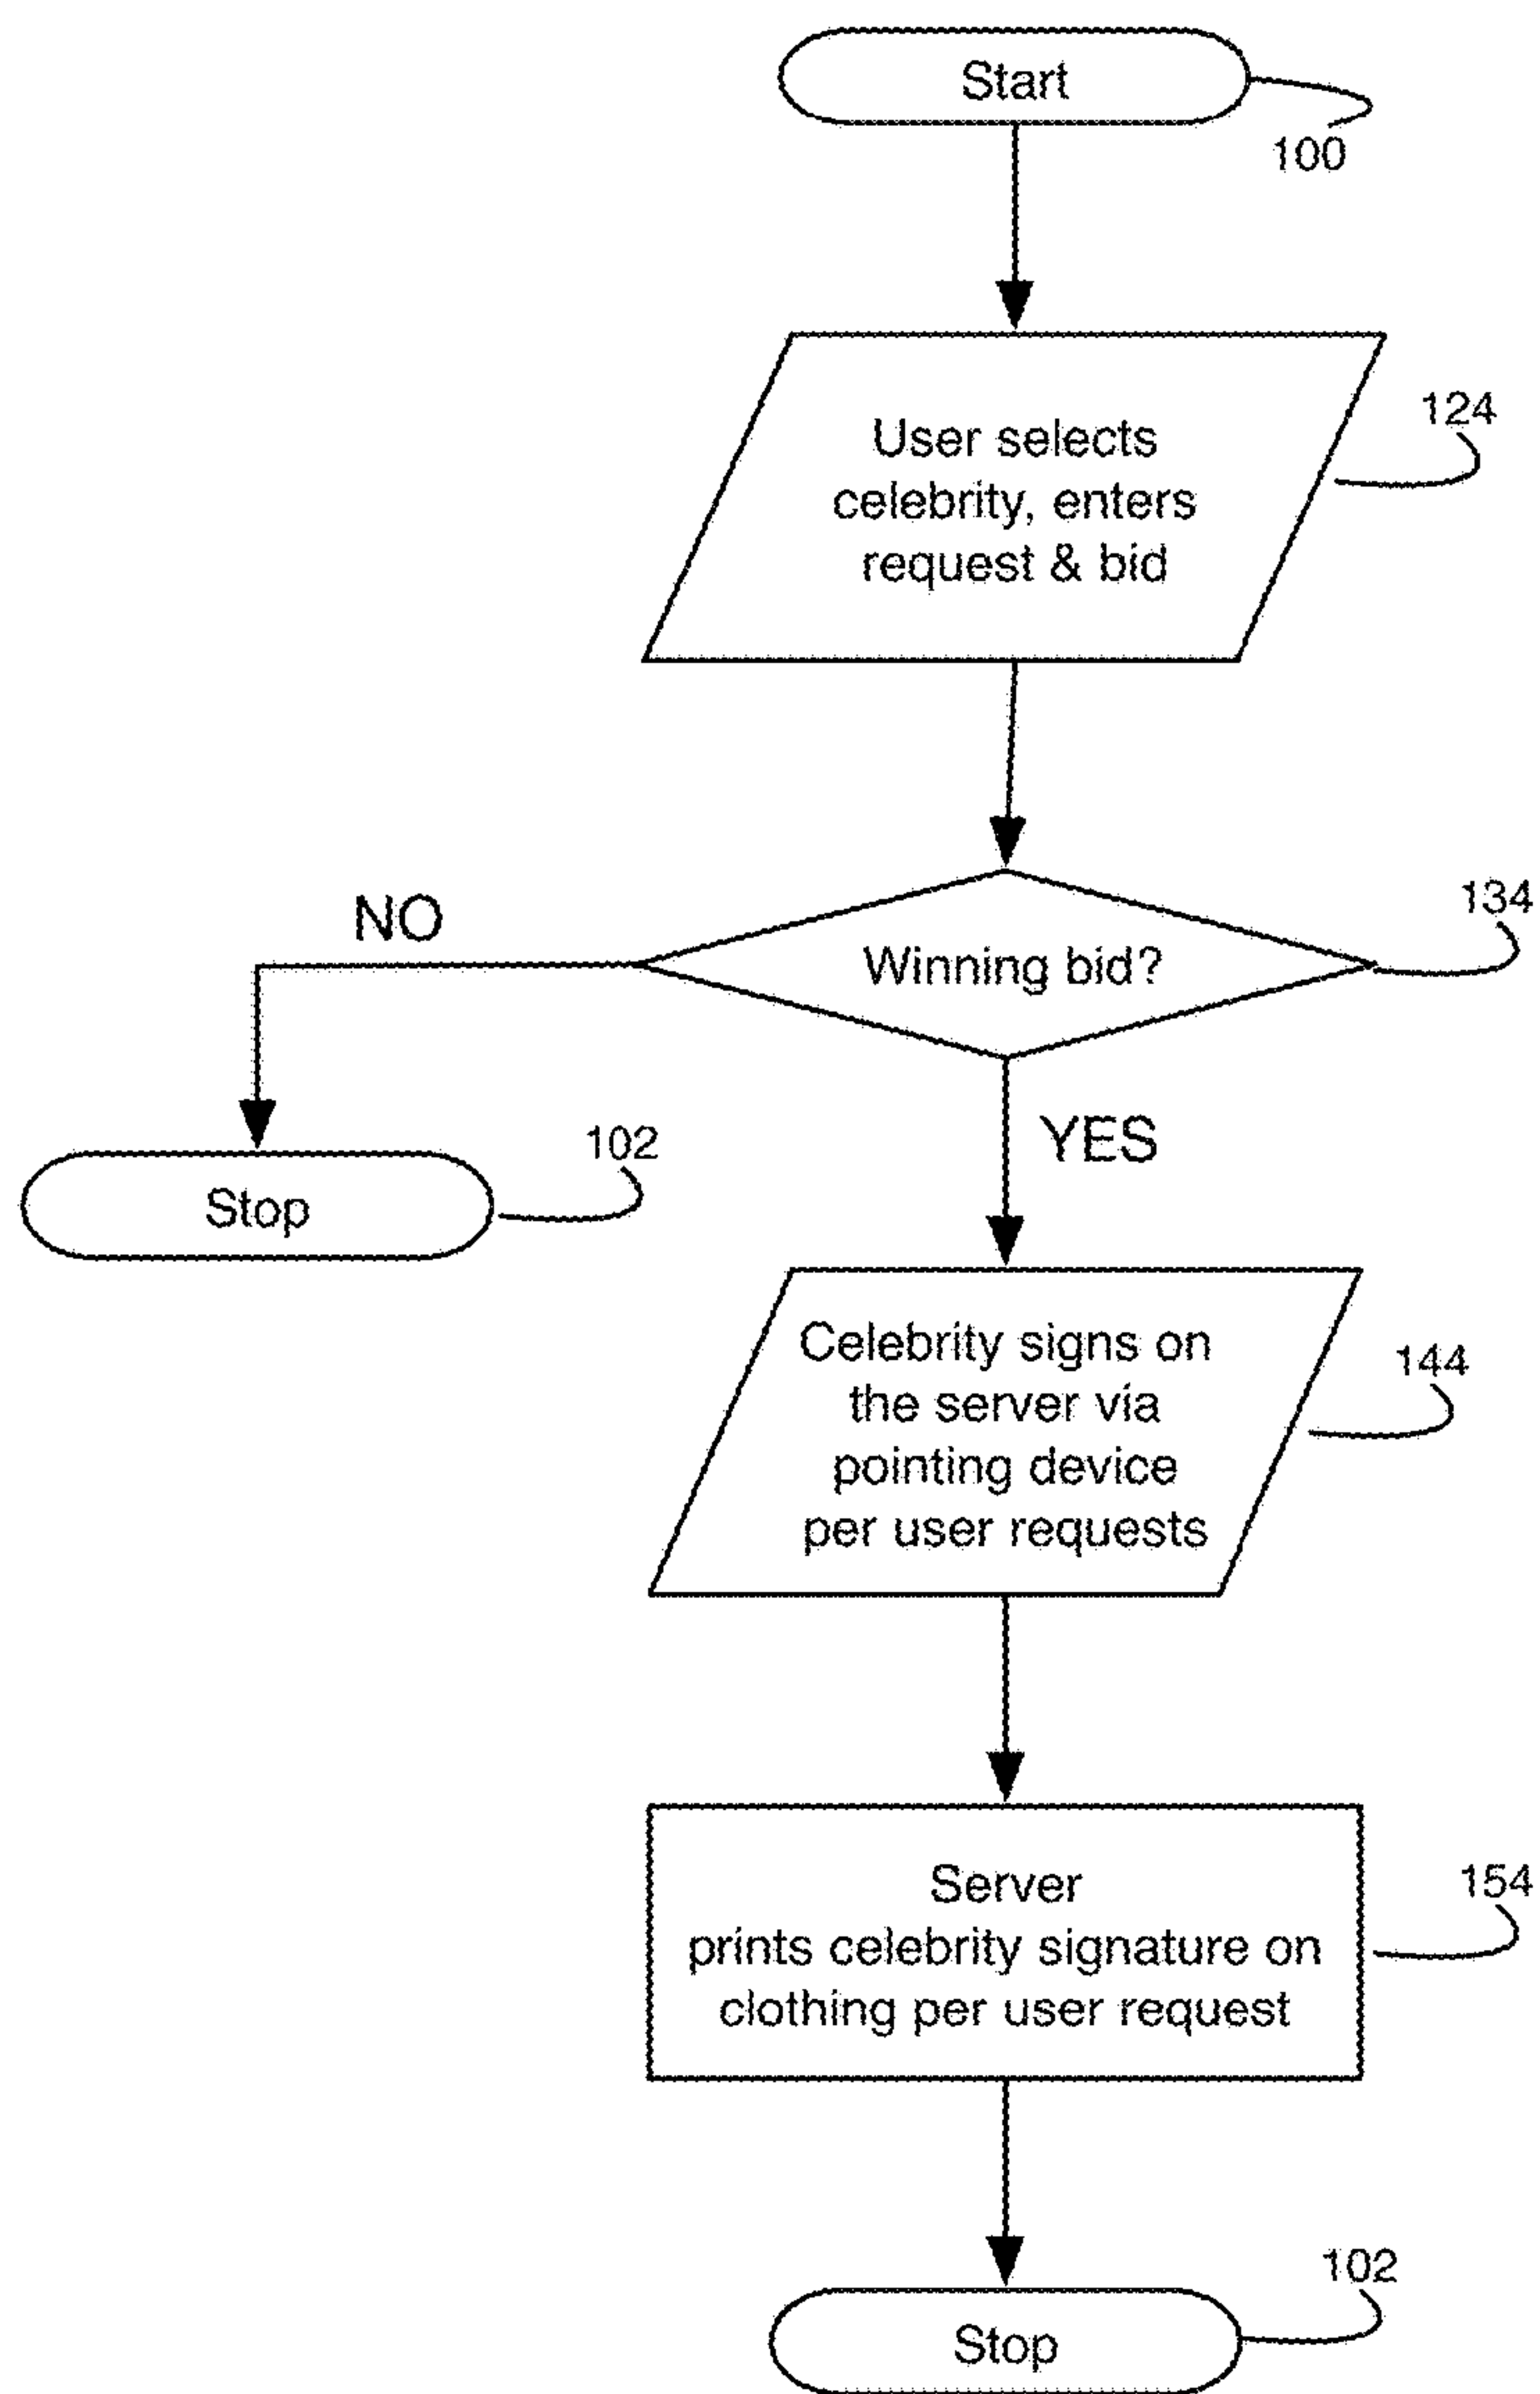 Start
100
124
User selects
celebrity, enters
request & bid
134
NO
Winning bid?
YES
102
Stop
Celebrity signs on
the server via
pointing device
per user requests
144
Server
prints celebrity signature on
clothing per user request
154
102
Stop